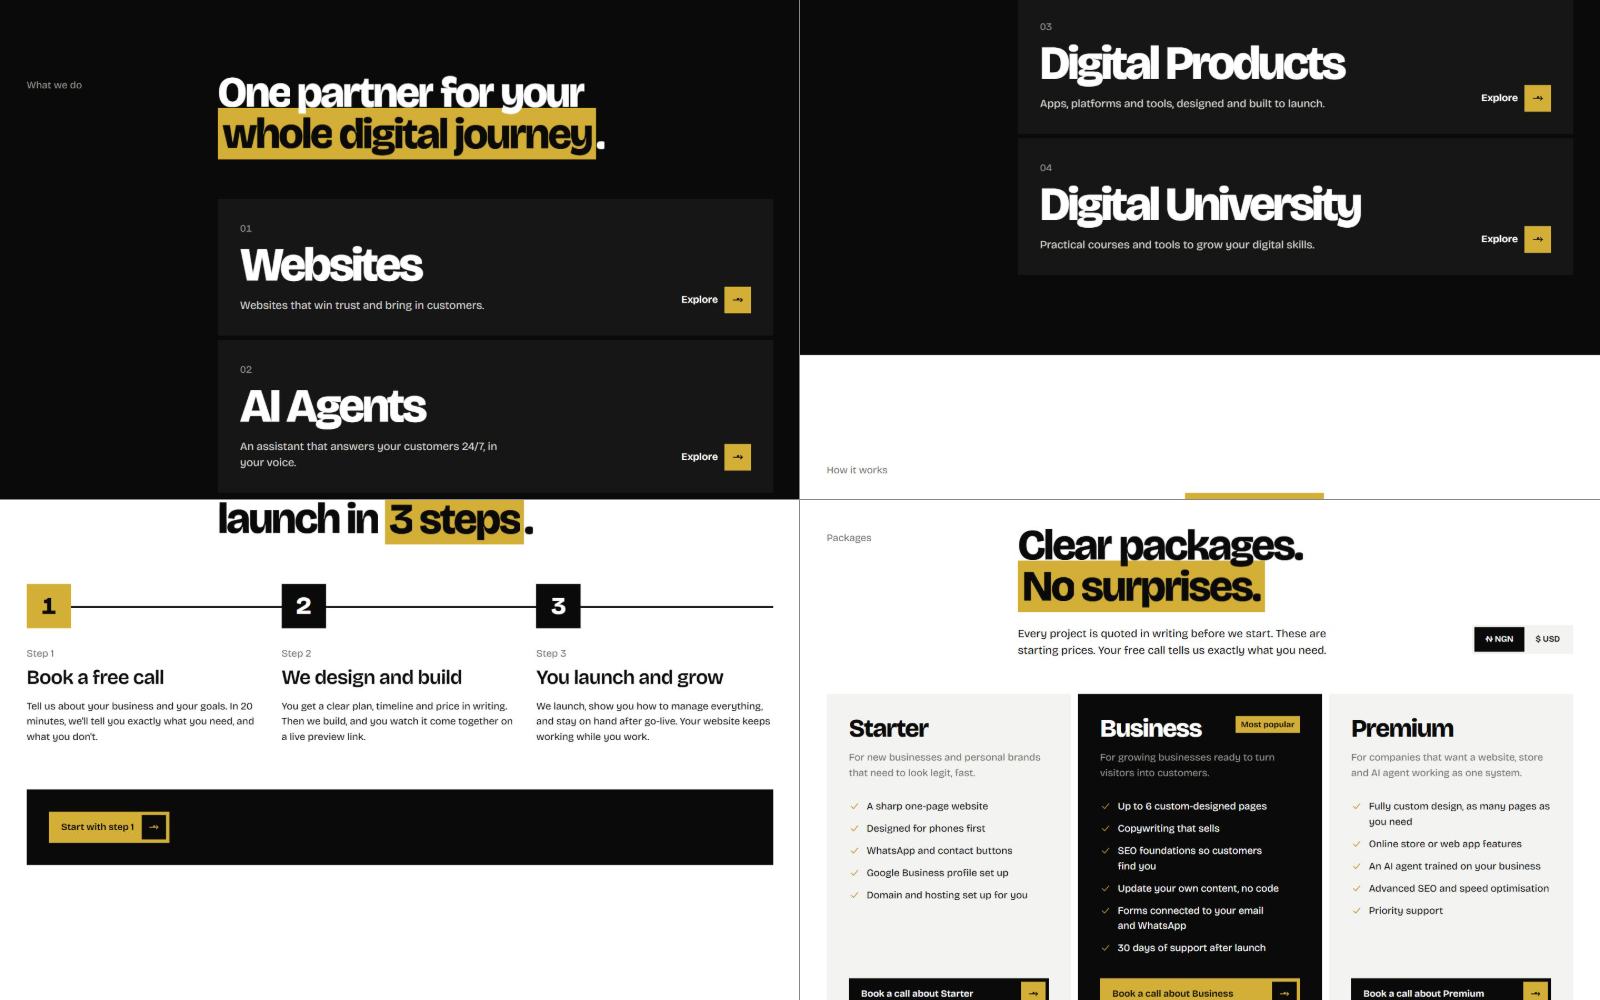 What we do
One partner for your
whole digital journey.
01
Websites
Websites that win trust and bring in customers.
Explore
02
AI Agents
An assistant that answers your customers 24/7, in
your voice.
Explore
03
Digital Products
Apps, platforms and tools, designed and built to launch.
Explore
04
Digital University
Practical courses and tools to grow your digital skills.
Explore
How it works
launch in 3 steps.
1
2
3
Step 1
Book a free call
Tell us about your business and your goals. In 20
minutes, we'll tell you exactly what you need, and
what you don't.
Step 2
We design and build
You get a clear plan, timeline and price in writing.
Then we build, and you watch it come together on
a live preview link.
Step 3
You launch and grow
We launch, show you how to manage everything,
and stay on hand after go-live. Your website keeps
working while you work.
Start with step 1
Packages
Clear packages.
No surprises.
Every project is quoted in writing before we start. These are
starting prices. Your free call tells us exactly what you need.
₦ NGN
$ USD
Starter
For new businesses and personal brands
that need to look legit, fast.
A sharp one-page website
Designed for phones first
WhatsApp and contact buttons
Google Business profile set up
Domain and hosting set up for you
Book a call about Starter
Business
Most popular
For growing businesses ready to turn
visitors into customers.
Up to 6 custom-designed pages
Copywriting that sells
SEO foundations so customers
find you
Update your own content, no code
Forms connected to your email
and WhatsApp
30 days of support after launch
Book a call about Business
Premium
For companies that want a website, store
and AI agent working as one system.
Fully custom design, as many pages as
you need
Online store or web app features
An AI agent trained on your business
Advanced SEO and speed optimisation
Priority support
Book a call about Premium